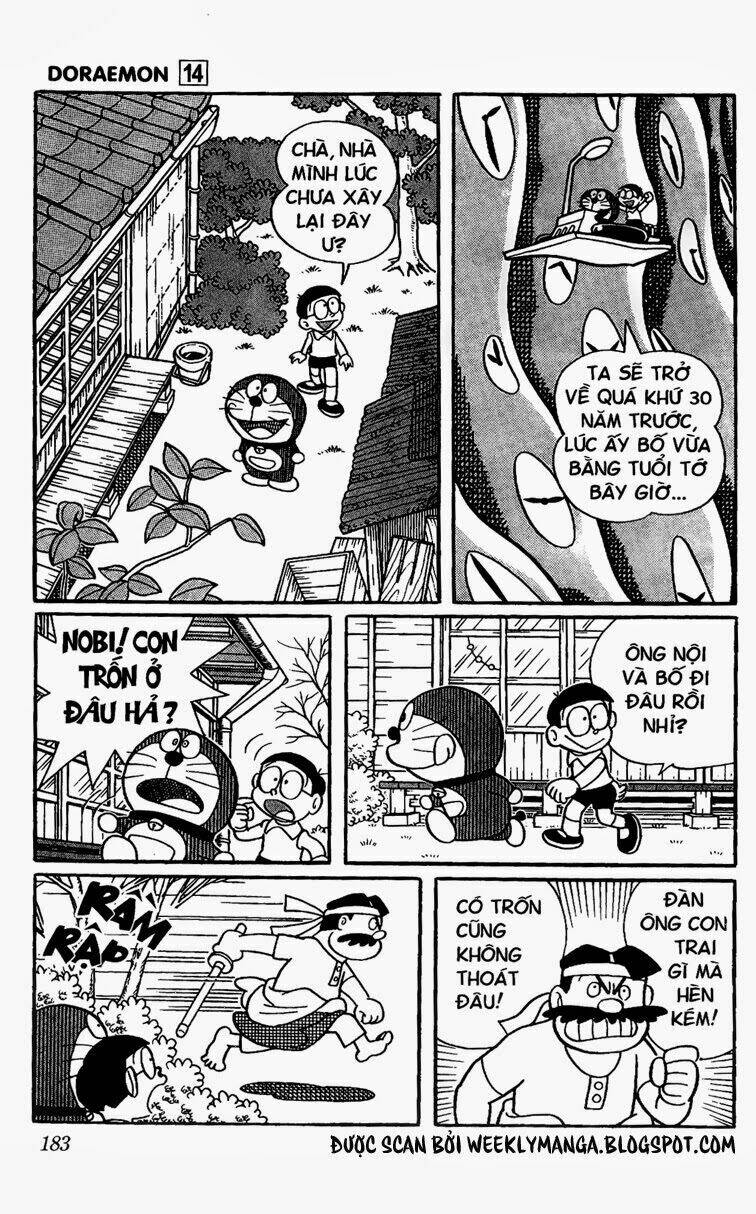 DORAEMON 14
TA SẼ TRỞ
VỀ QUÁ KHỨ 30
NĂM TRƯỚC,
LÚC ẤY BỐ VỪA
BẰNG TUỔI TỚ
BÂY GIỜ...
CHÀ, NHÀ
MÌNH LÚC
CHƯA XÂY
LẠI ĐÂY
Ư?
ÔNG NỘI
VÀ BỐ ĐI
ĐÂU RỒI
NHỈ?
NOBI! CON
TRỐN Ở
ĐÂU HẢ?
ĐÀN
ÔNG CON
TRAI
GÌ MÀ
HÈN
KÉM!
CÓ TRỐN
CŨNG
KHÔNG
THOÁT
ĐÂU!
RẦM
RẬP
183
ĐƯỢC SCAN BỞI WEEKLYMANGA.BLOGSPOT.COM